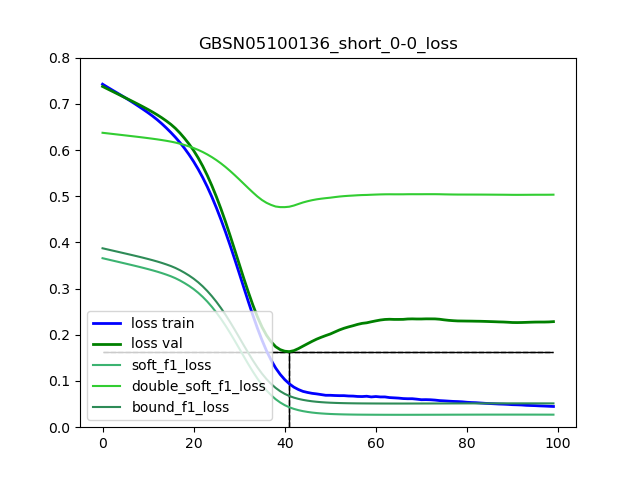 GBSN05100136_short_0-0_loss
0.8
0.7
0.6
0.5
0.4
0.3
0.2
0.1
0.0
loss train
loss val
soft_f1_loss
double_soft_f1_loss
bound_f1_loss
0 20 40 60 80 100